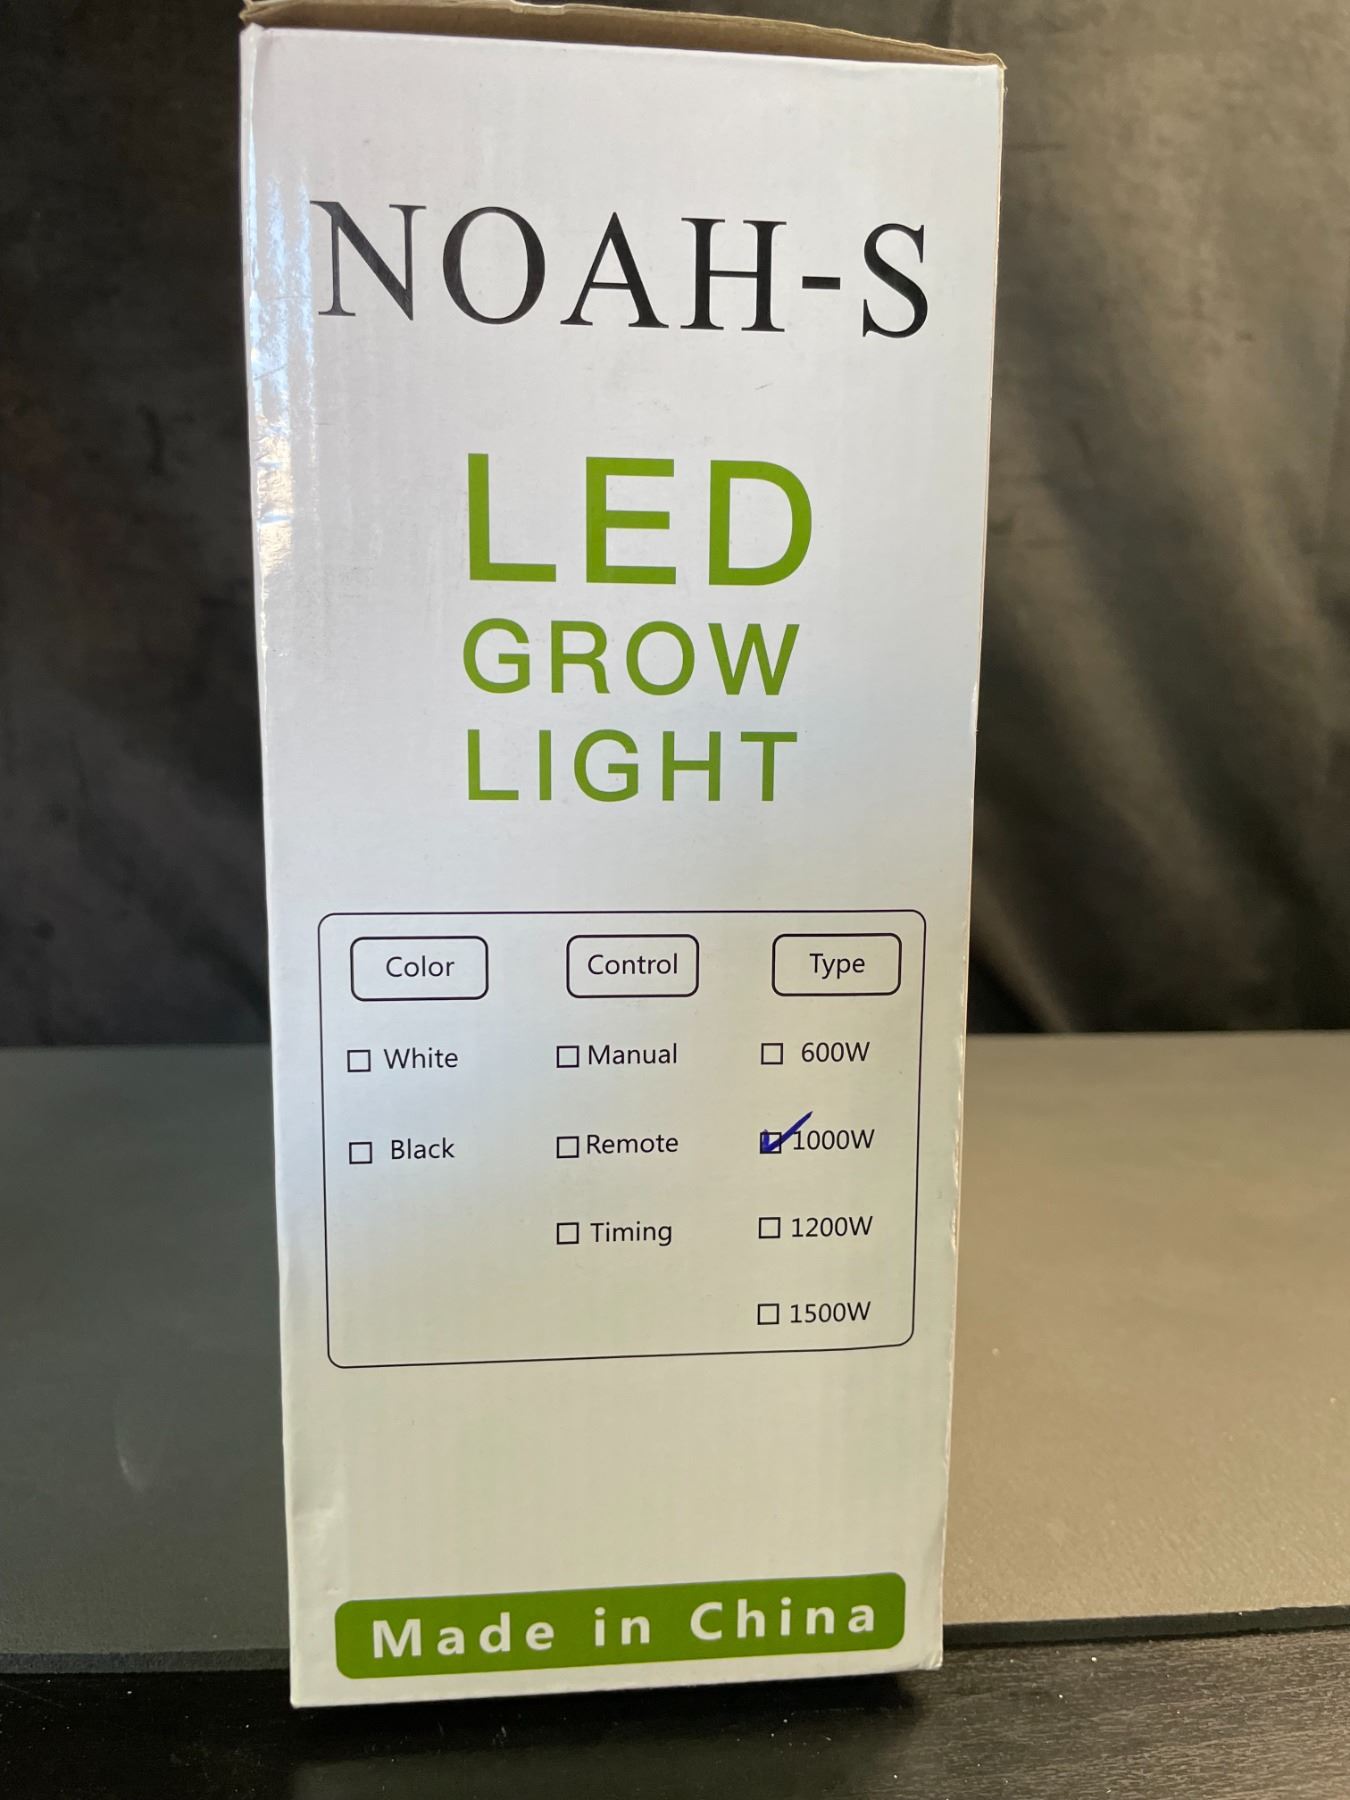 NOAH-S
LED
GROW
LIGHT
Color Control Type
☐ White ☐ Manual ☐ 600W
☐ Black ☐ Remote ☑ 1000W
☐ Timing ☐ 1200W
☐ 1500W
Made in China